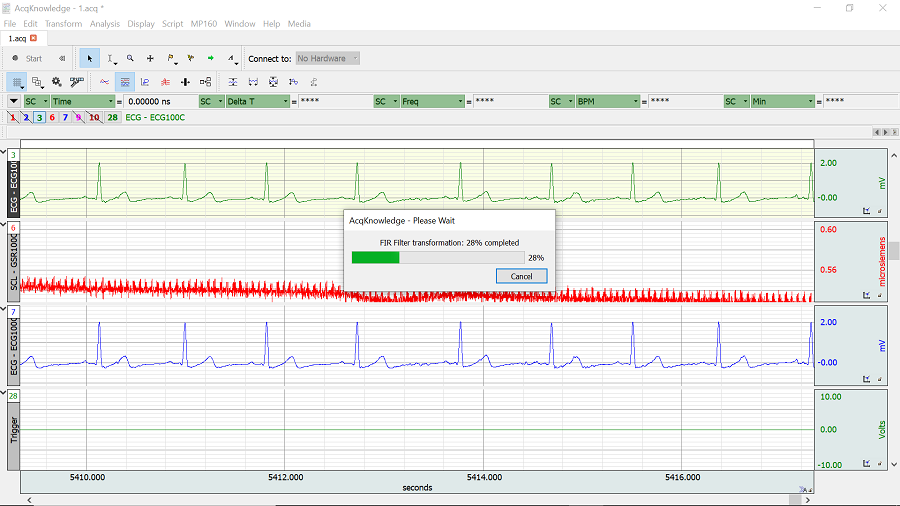 AcqKnowledge - 1.acq *
File Edit Transform Analysis Display Script MP160 Window Help Media
1.acq
Start
Connect to: No Hardware
SC Time = 0.00000 ns SC Delta T = **** SC Freq = **** SC BPM = **** SC Min = ****
1 2 3 6 7 9 10 28 ECG - ECG100C
3
ECG - ECG100C
2.00
-0.00
mV
AcqKnowledge - Please Wait
FIR Filter transformation: 28% completed
28%
Cancel
6
SCL - GSR100C
0.60
0.56
microsiemens
7
ECG - ECG100C
2.00
-0.00
mV
28
Trigger
10.00
0.00
-10.00
Volts
5410.000 5412.000 5414.000 5416.000
seconds